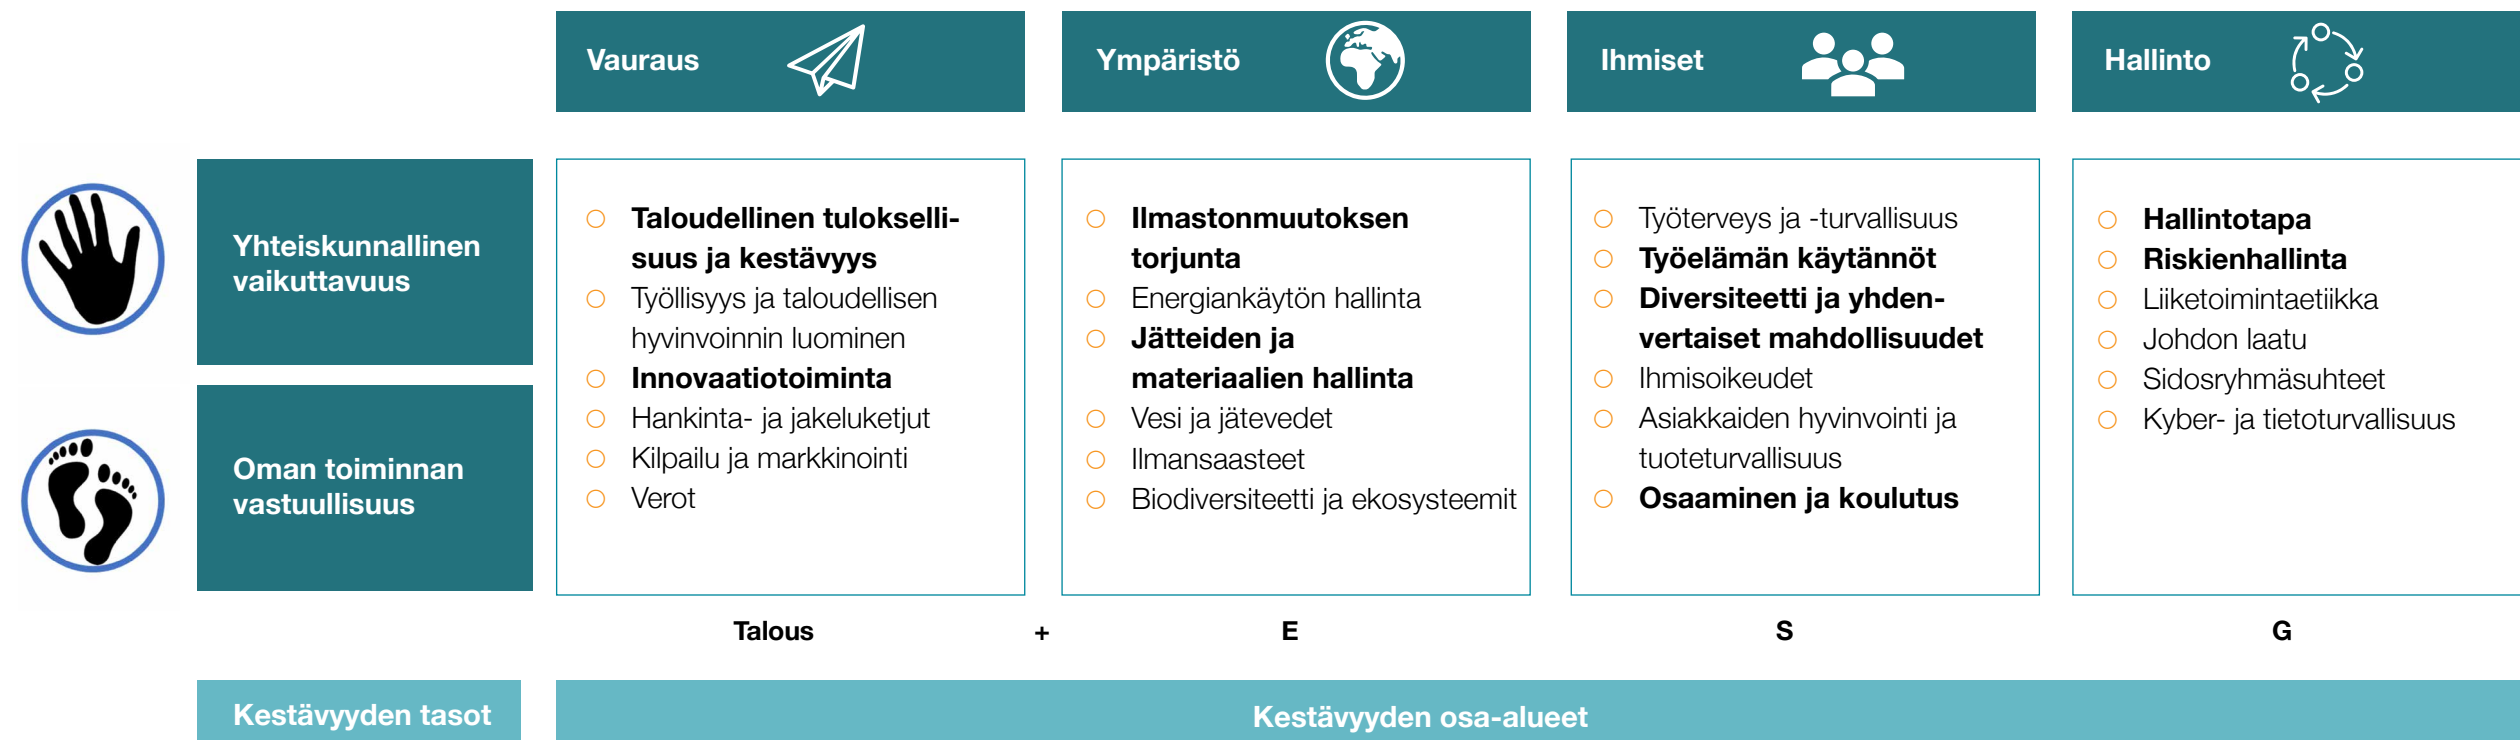 Vauraus
Ympäristö
Ihmiset
Hallinto
Yhteiskunnallinen
vaikuttavuus
Oman toiminnan
vastuullisuus
Taloudellinen tulokselli-
suus ja kestävyys
Työllisyys ja taloudellisen
hyvinvoinnin luominen
Innovaatiotoiminta
Hankinta- ja jakeluketjut
Kilpailu ja markkinointi
Verot
Ilmastonmuutoksen
torjunta
Energiankäytön hallinta
Jätteiden ja
materiaalien hallinta
Vesi ja jätevedet
Ilmansaasteet
Biodiversiteetti ja ekosysteemit
Työterveys ja -turvallisuus
Työelämän käytännöt
Diversiteetti ja yhden-
vertaiset mahdollisuudet
Ihmisoikeudet
Asiakkaiden hyvinvointi ja
tuoteturvallisuus
Osaaminen ja koulutus
Hallintotapa
Riskienhallinta
Liiketoimintaetiikka
Johdon laatu
Sidosryhmäsuhteet
Kyber- ja tietoturvallisuus
Talous + E S G
Kestävyyden tasot
Kestävyyden osa-alueet